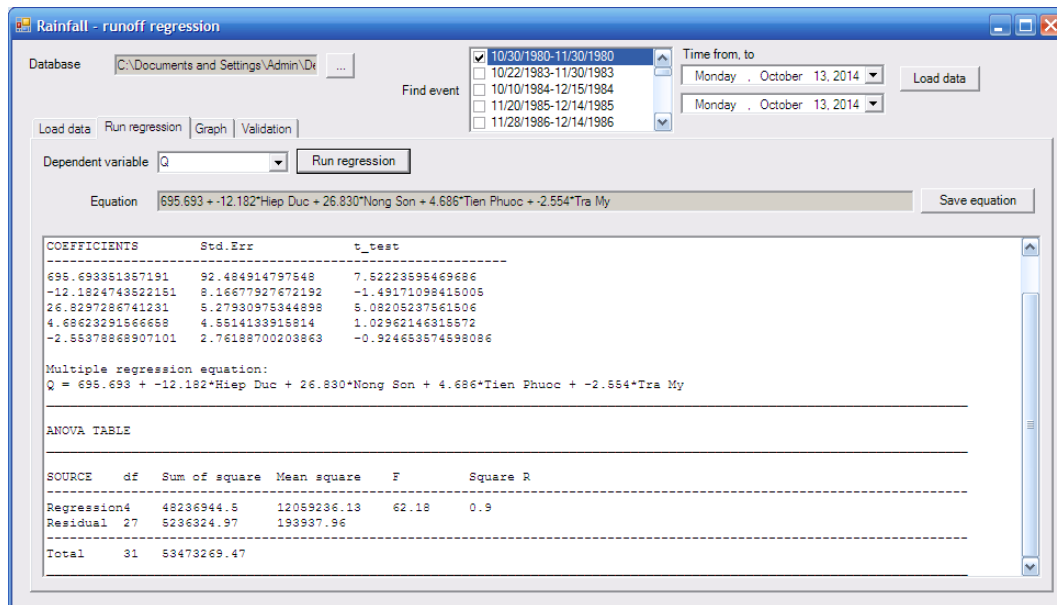 Rainfall - runoff regression
Database C:\Documents and Settings\Admin\De ...
Find event
10/30/1980-11/30/1980
10/22/1983-11/30/1983
10/10/1984-12/15/1984
11/20/1985-12/14/1985
11/28/1986-12/14/1986
Time from, to
Monday , October 13, 2014
Monday , October 13, 2014
Load data
Load data Run regression Graph Validation
Dependent variable Q Run regression
Equation 695.693 + -12.182*Hiep Duc + 26.830*Nong Son + 4.686*Tien Phuoc + -2.554*Tra My Save equation
COEFFICIENTS Std.Err t_test
695.693351357191 92.484914797548 7.52223595469686
-12.1824743522151 8.16677927672192 -1.49171098415005
26.8297286741231 5.27930975344898 5.08205237561506
4.68623291566658 4.5514133915814 1.02962146315572
-2.55378868907101 2.76188700203863 -0.924653574598086
Multiple regression equation:
Q = 695.693 + -12.182*Hiep Duc + 26.830*Nong Son + 4.686*Tien Phuoc + -2.554*Tra My
ANOVA TABLE
SOURCE df Sum of square Mean square F Square R
Regression4 48236944.5 12059236.13 62.18 0.9
Residual 27 5236324.97 193937.96
Total 31 53473269.47